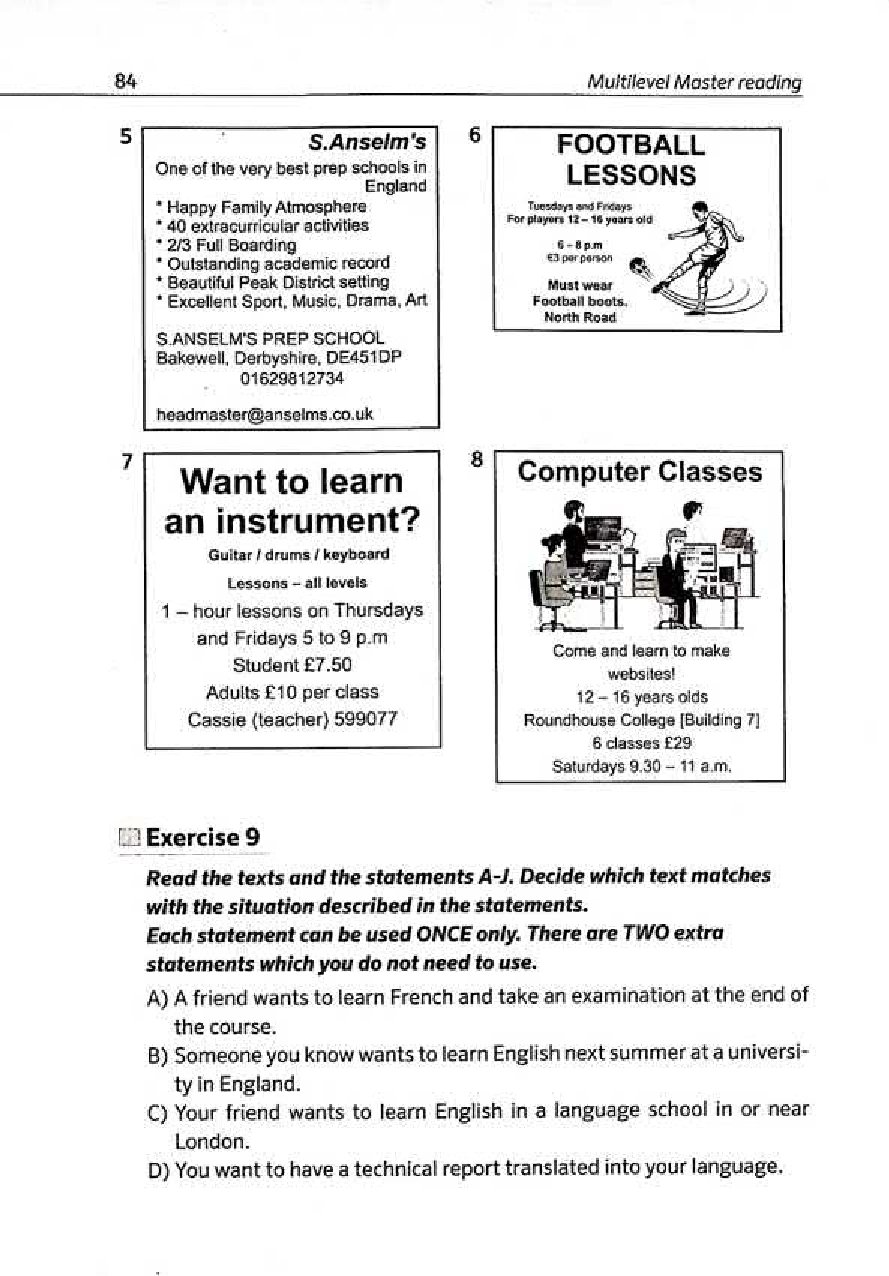 84
Multilevel Master reading
5
S.Anselm's
One of the very best prep schools in
England
* Happy Family Atmosphere
* 40 extracurricular activities
* 2/3 Full Boarding
* Outstanding academic record
* Beautiful Peak District setting
* Excellent Sport, Music, Drama, Art
S.ANSELM'S PREP SCHOOL
Bakewell, Derbyshire, DE451DP
01629812734
headmaster@anselms.co.uk
6
FOOTBALL
LESSONS
Tuesdays and Fridays
For players 12 – 16 years old
6 – 8 p.m
€3 per person
Must wear
Football boots.
North Road
7
Want to learn
an instrument?
Guitar / drums / keyboard
Lessons – all levels
1 – hour lessons on Thursdays
and Fridays 5 to 9 p.m
Student £7.50
Adults £10 per class
Cassie (teacher) 599077
8
Computer Classes
Come and learn to make
websites!
12 – 16 years olds
Roundhouse College [Building 7]
6 classes £29
Saturdays 9.30 – 11 a.m.
Exercise 9
Read the texts and the statements A-J. Decide which text matches
with the situation described in the statements.
Each statement can be used ONCE only. There are TWO extra
statements which you do not need to use.
A) A friend wants to learn French and take an examination at the end of
the course.
B) Someone you know wants to learn English next summer at a universi-
ty in England.
C) Your friend wants to learn English in a language school in or near
London.
D) You want to have a technical report translated into your language.